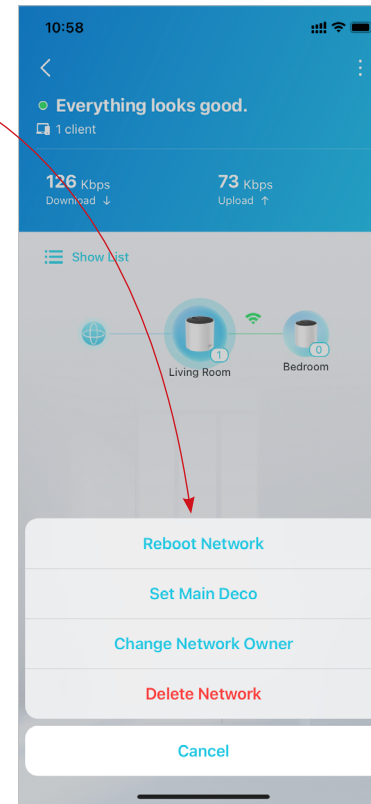 10:58
Everything looks good.
1 client
126 Kbps
73 Kbps
Download ↓
Upload ↑
Show List
1
0
Living Room
Bedroom
Reboot Network
Set Main Deco
Change Network Owner
Delete Network
Cancel